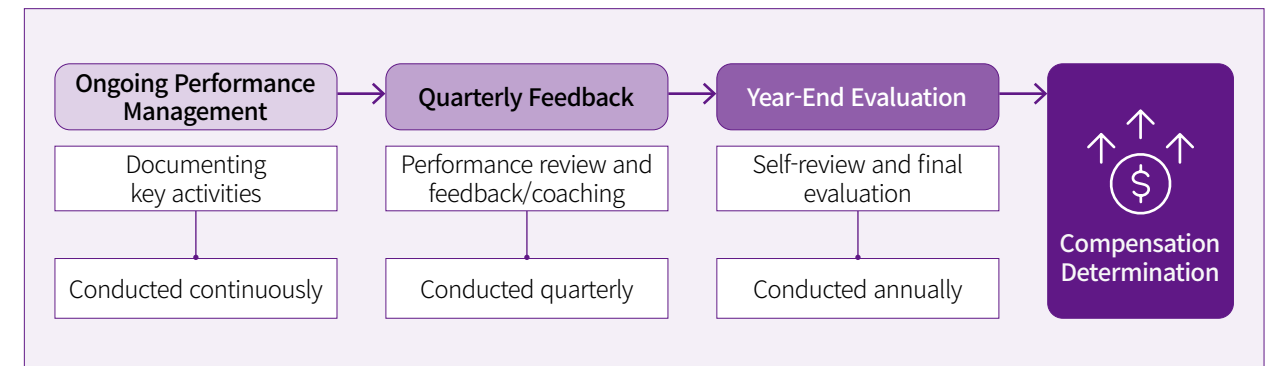 Ongoing Performance
Management
Documenting
key activities
Conducted continuously
Quarterly Feedback
Performance review and
feedback/coaching
Conducted quarterly
Year-End Evaluation
Self-review and final
evaluation
Conducted annually
$
Compensation
Determination